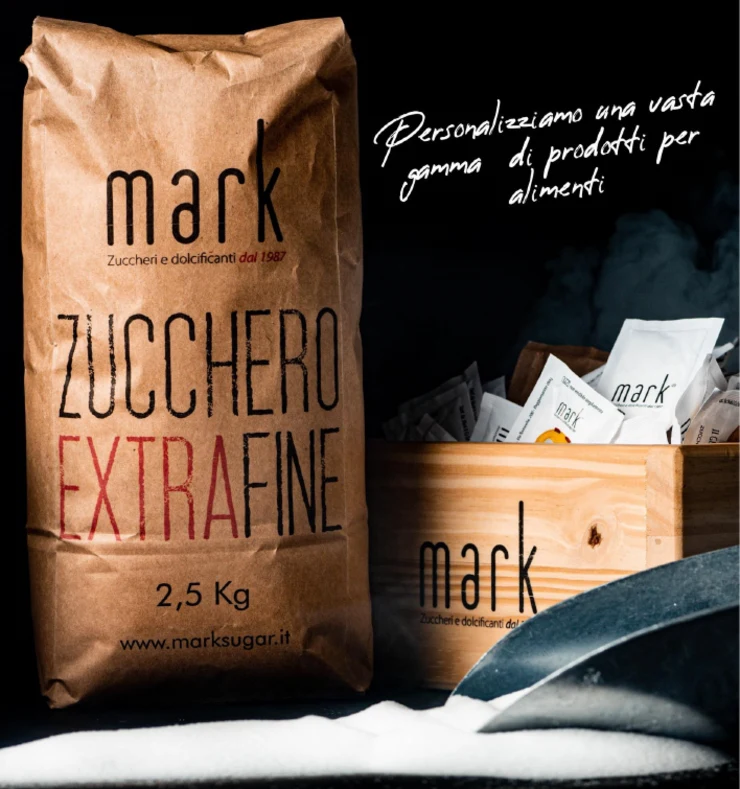 mark
Zuccheri e dolcificanti dal 1987
ZUCCHERO
EXTRAFINE
2,5 Kg
www.marksugar.it
Personalizziamo una vasta
gamma di prodotti per
alimenti
mark
mark
mark
Zuccheri e dolcificanti dal